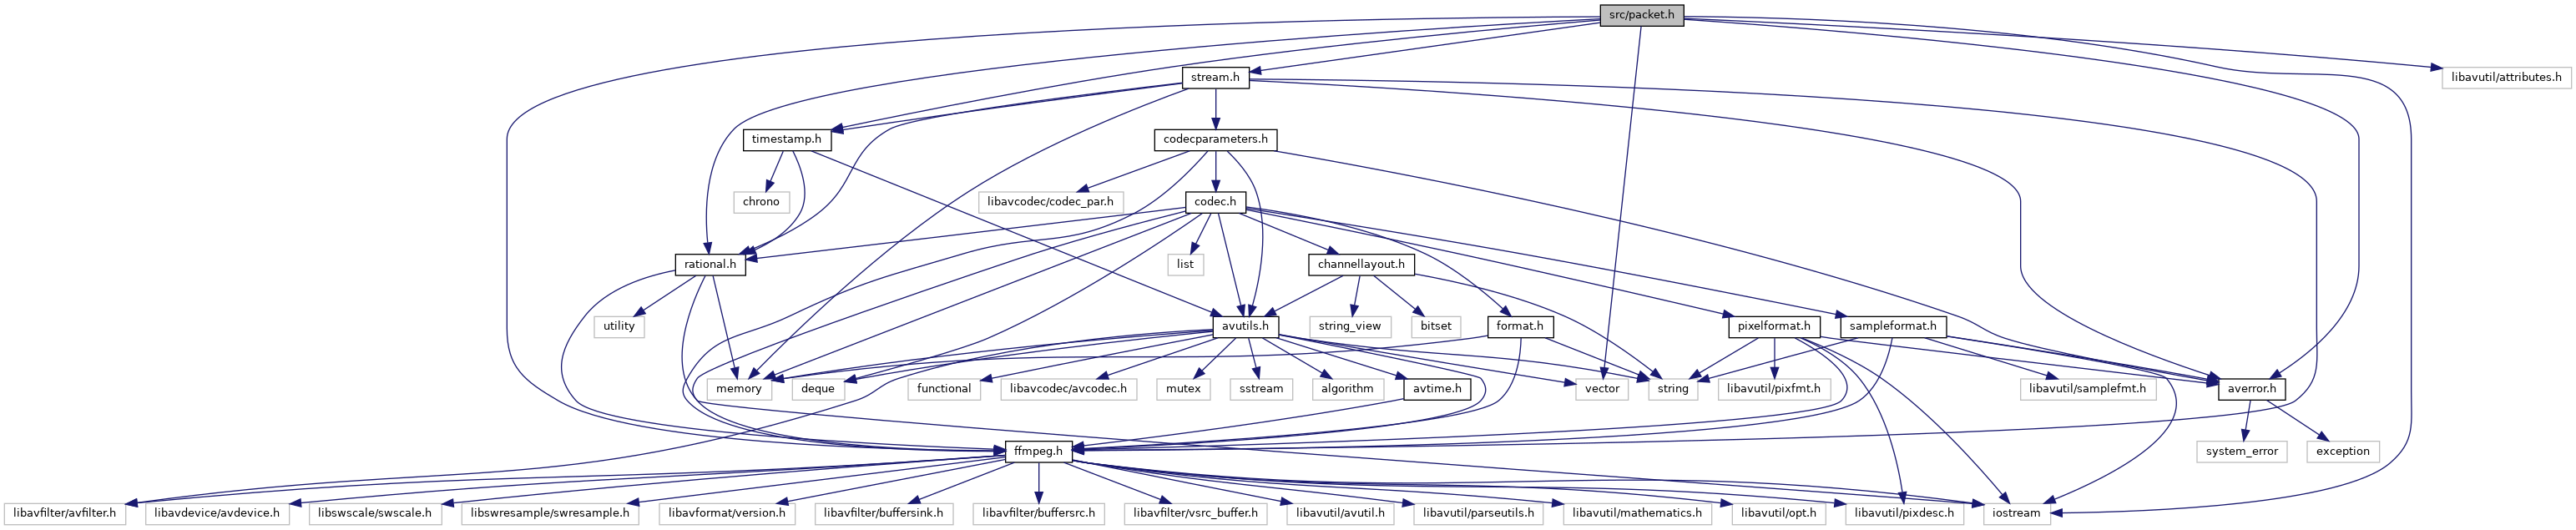 src/packet.h
stream.h
libavutil/attributes.h
timestamp.h
codecparameters.h
chrono
libavcodec/codec_par.h
codec.h
rational.h
list
channellayout.h
utility
avutils.h
string_view
bitset
format.h
pixelformat.h
sampleformat.h
memory
deque
functional
libavcodec/avcodec.h
mutex
sstream
algorithm
avtime.h
vector
string
libavutil/pixfmt.h
libavutil/samplefmt.h
averror.h
ffmpeg.h
system_error
exception
libavfilter/avfilter.h
libavdevice/avdevice.h
libswscale/swscale.h
libswresample/swresample.h
libavformat/version.h
libavfilter/buffersink.h
libavfilter/buffersrc.h
libavfilter/vsrc_buffer.h
libavutil/avutil.h
libavutil/parseutils.h
libavutil/mathematics.h
libavutil/opt.h
libavutil/pixdesc.h
iostream